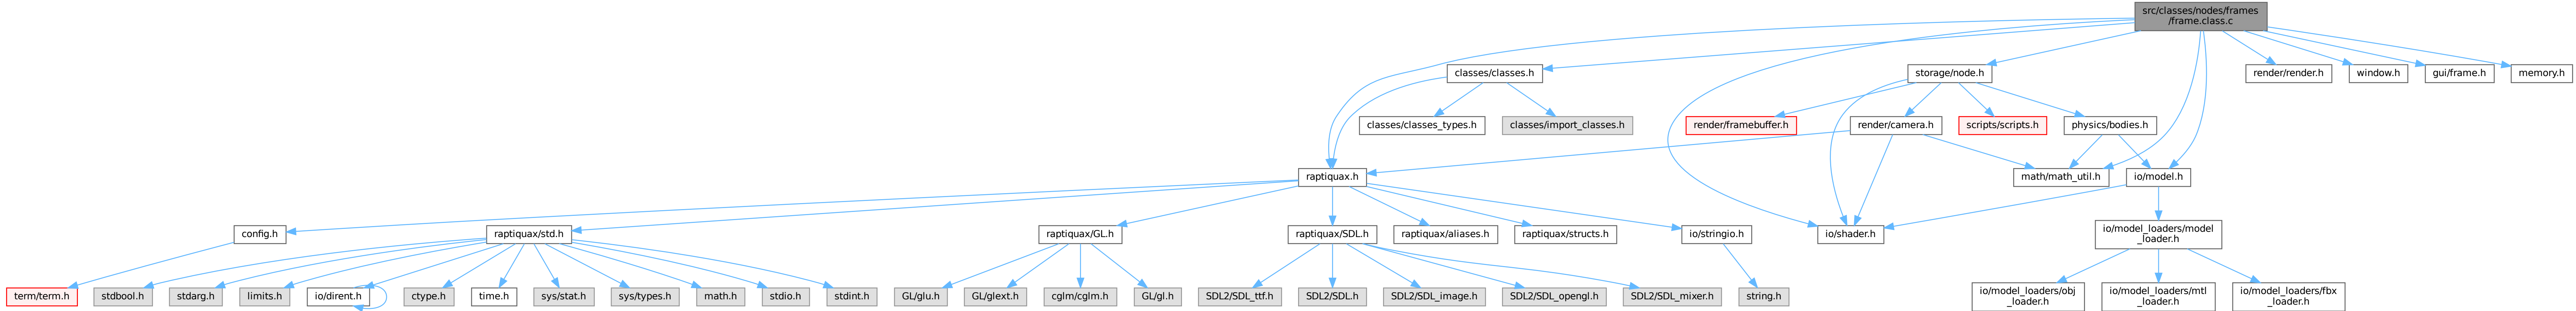 src/classes/nodes/frames
/frame.class.c
classes/classes.h
storage/node.h
render/render.h
window.h
gui/frame.h
memory.h
classes/classes_types.h
classes/import_classes.h
render/framebuffer.h
render/camera.h
scripts/scripts.h
physics/bodies.h
raptiquax.h
math/math_util.h
io/model.h
config.h
raptiquax/std.h
raptiquax/GL.h
raptiquax/SDL.h
raptiquax/aliases.h
raptiquax/structs.h
io/stringio.h
io/shader.h
io/model_loaders/model
_loader.h
term/term.h
stdbool.h
stdarg.h
limits.h
io/dirent.h
ctype.h
time.h
sys/stat.h
sys/types.h
math.h
stdio.h
stdint.h
GL/glu.h
GL/glext.h
cglm/cglm.h
GL/gl.h
SDL2/SDL_ttf.h
SDL2/SDL.h
SDL2/SDL_image.h
SDL2/SDL_opengl.h
SDL2/SDL_mixer.h
string.h
io/model_loaders/obj
_loader.h
io/model_loaders/mtl
_loader.h
io/model_loaders/fbx
_loader.h